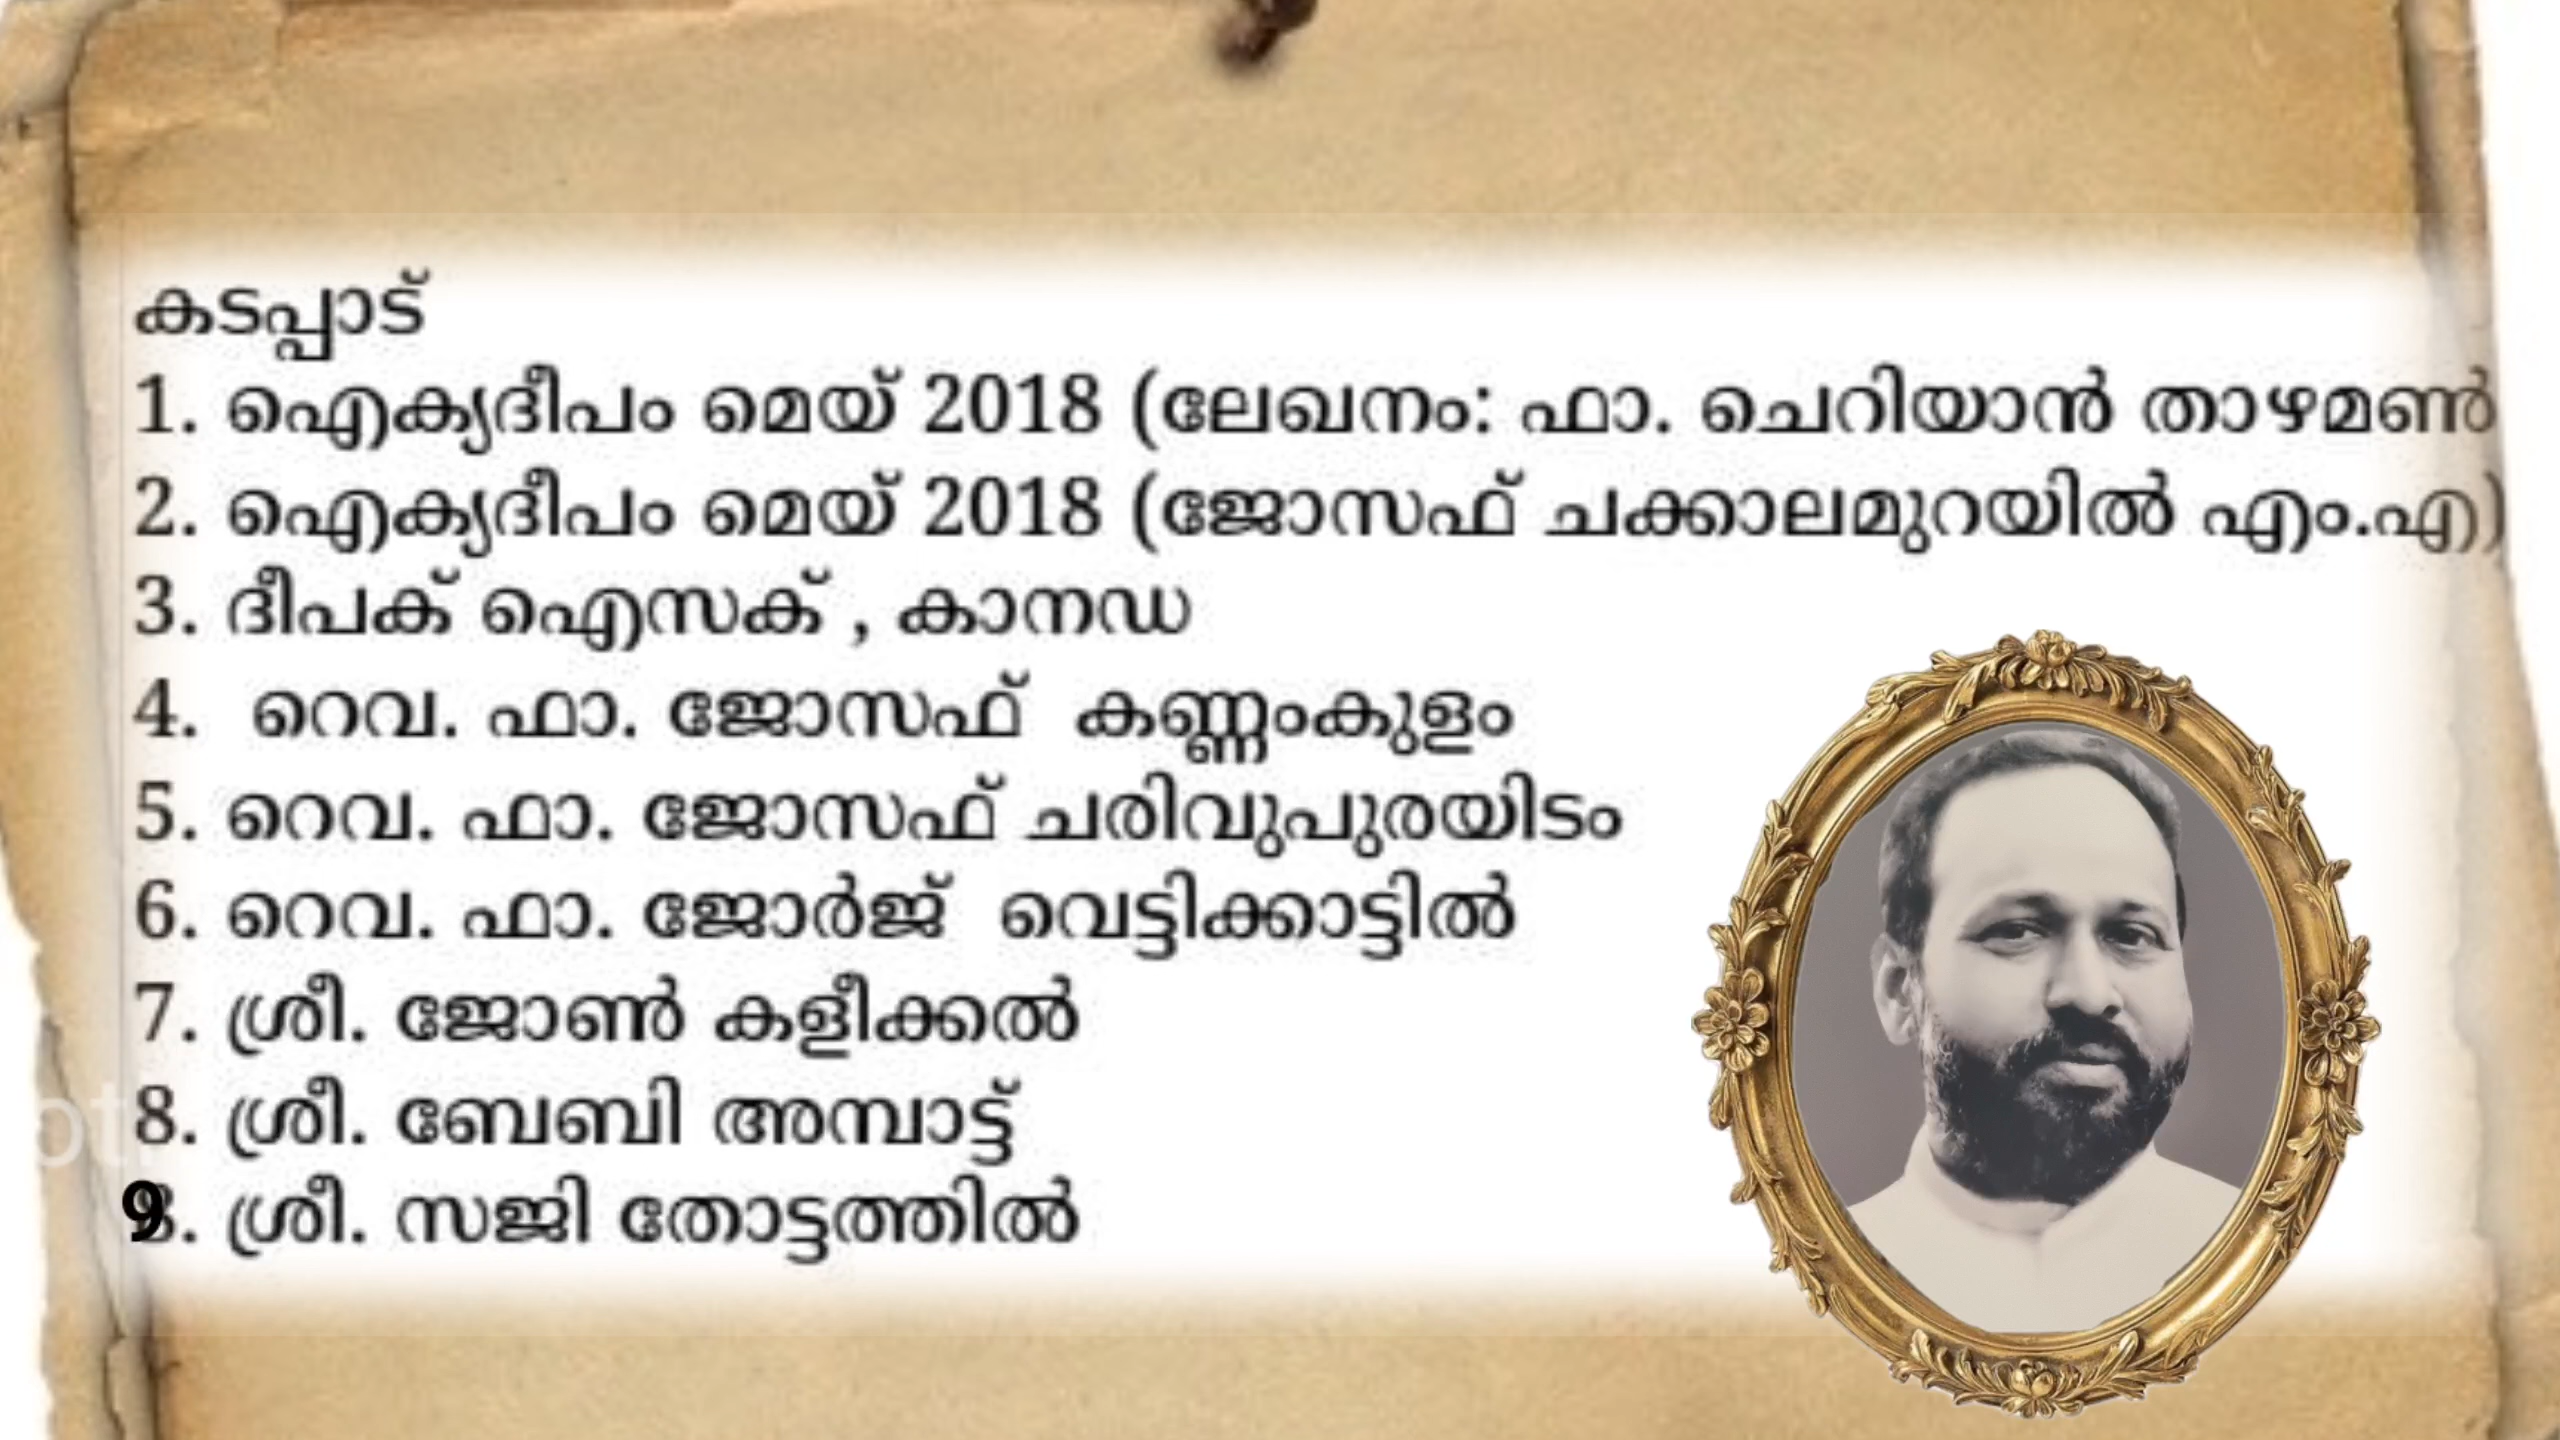 കടപ്പാട്
1. ഐക്യദീപം മെയ് 2018 (ലേഖനം: ഫാ. ചെറിയാൻ താഴമൺ
2. ഐക്യദീപം മെയ് 2018 (ജോസഫ് ചക്കാലമുറയിൽ എം.എ)
3. ദീപക് ഐസക് , കാനഡ
4. റെവ. ഫാ. ജോസഫ് കണ്ണംകുളം
5. റെവ. ഫാ. ജോസഫ് ചരിവുപുരയിടം
6. റെവ. ഫാ. ജോർജ് വെട്ടിക്കാട്ടിൽ
7. ശ്രീ. ജോൺ കളീക്കൽ
8. ശ്രീ. ബേബി അമ്പാട്ട്
9. ശ്രീ. സജി തോട്ടത്തിൽ